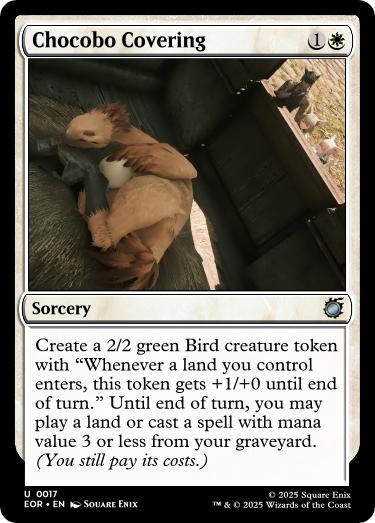 Chocobo Covering 1
Sorcery
Create a 2/2 green Bird creature token
with “Whenever a land you control
enters, this token gets +1/+0 until end
of turn.” Until end of turn, you may
play a land or cast a spell with mana
value 3 or less from your graveyard.
(You still pay its costs.)
U 0017
© 2025 Square Enix
EOR • EN SQUARE ENIX
™ & © 2025 Wizards of the Coast